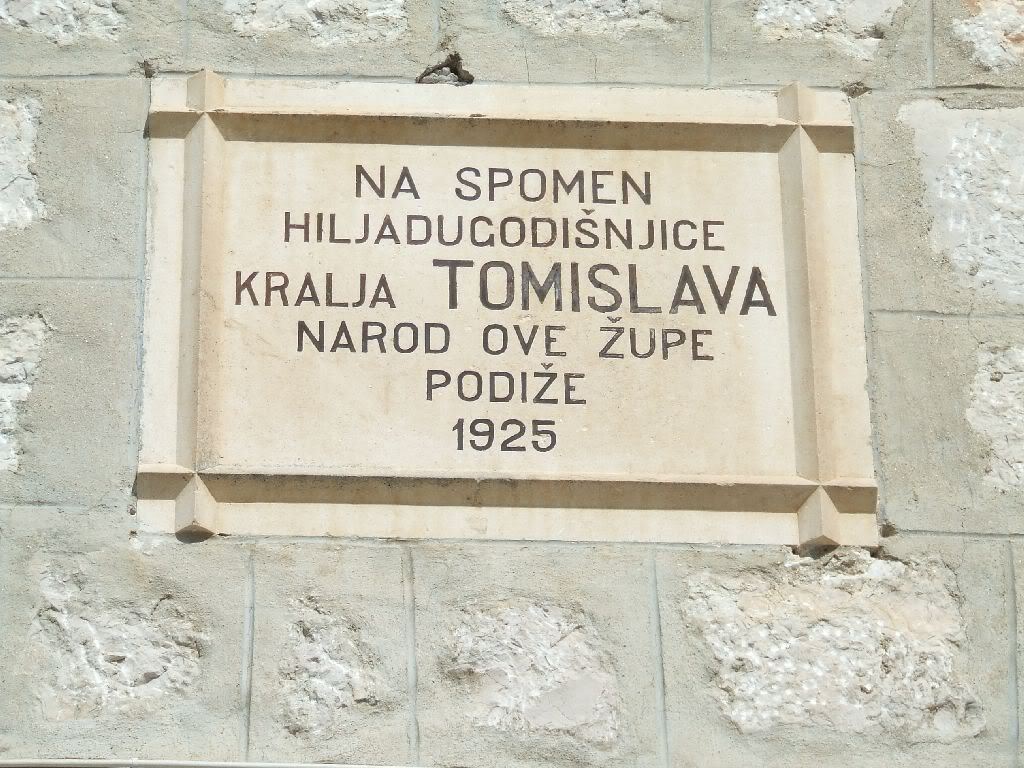 NA SPOMEN
HILJADUGODIŠNJICE
KRALJA TOMISLAVA
NAROD OVE ŽUPE
PODIŽE
1925